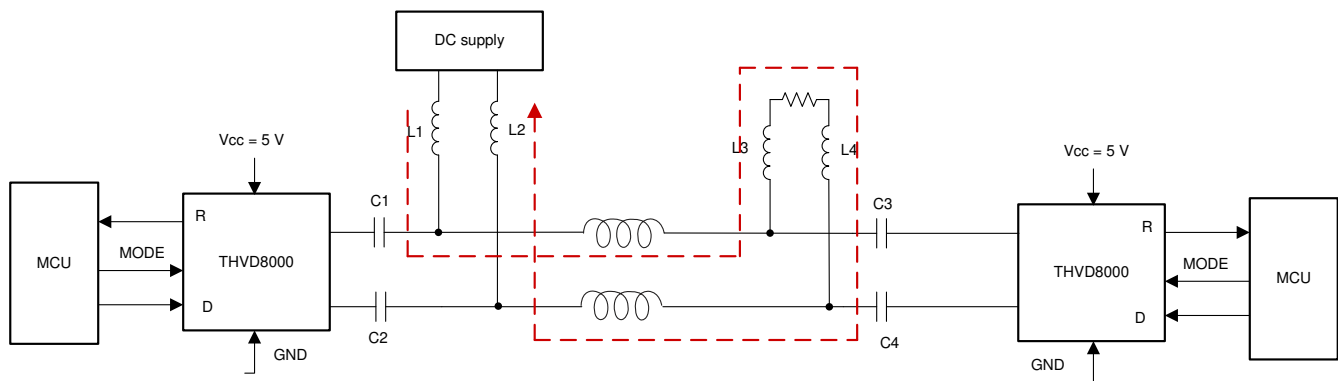 DC supply
L1
L2
L3
L4
Vcc = 5 V
Vcc = 5 V
C1
C3
R
MODE
THVD8000
D
MCU
R
MODE
THVD8000
D
MCU
C2
C4
GND
GND